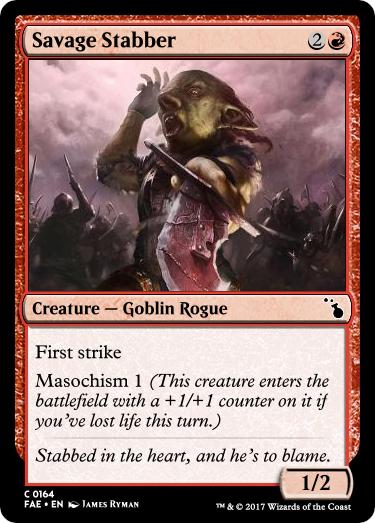 Savage Stabber 2
Creature — Goblin Rogue
First strike
Masochism 1 (This creature enters the
battlefield with a +1/+1 counter on it if
you've lost life this turn.)
Stabbed in the heart, and he's to blame.
1/2
C 0164
FAE • EN JAMES RYMAN
™ & © 2017 Wizards of the Coast